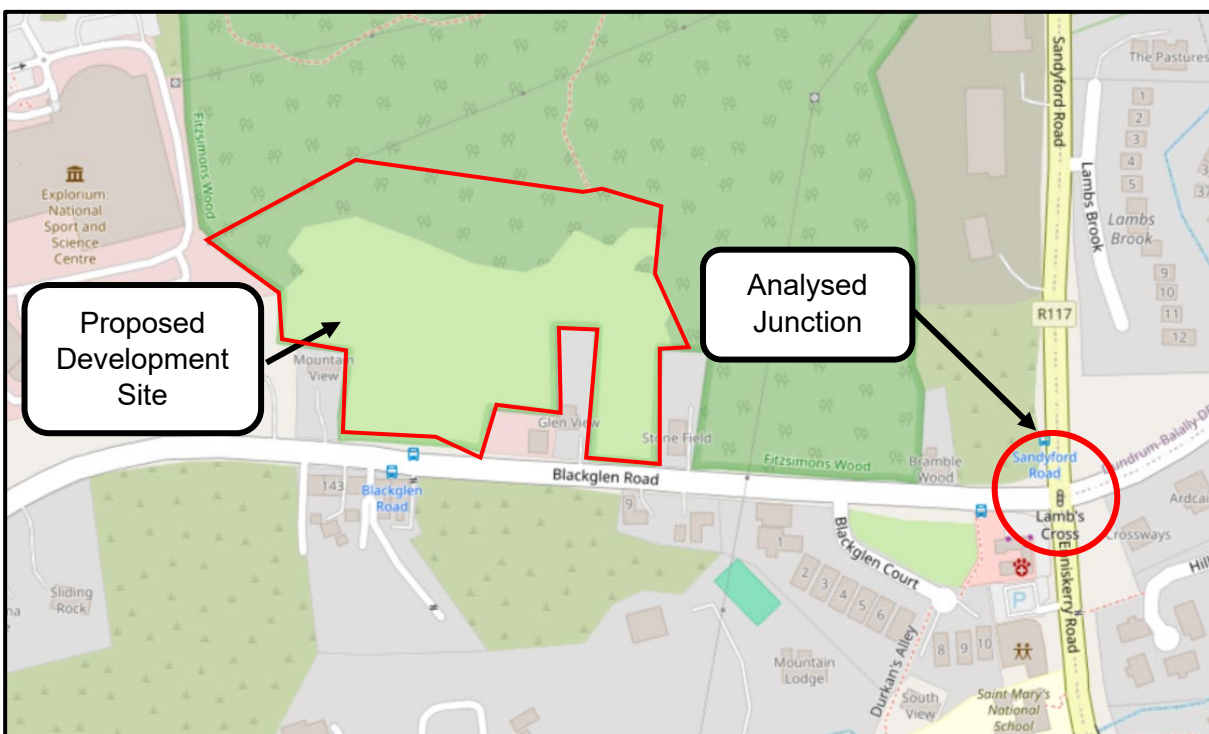 Sandyford Road
The Pastures
1
2
3
4
5
Lambs Brook
Lambs
Brook
9
10
11
12
Fitzsimons Wood
Explorium:
National
Sport and
Science
Centre
Proposed
Development
Site
Analysed
Junction
R117
Mountain
View
Glen View
Stone Field
Fitzsimons Wood
Bramble
Wood
Sandyford
Road
Lamb's
Cross
Ardcai
Crossways
Hill
Blackglen Road
Blackglen
Road
143
9
Blackglen Court
1
2
3
4
5
6
8
9
10
P
Enniskerry Road
Sliding
Rock
na
e
37
Mountain
Lodge
Durkan's Alley
South
View
Saint Mary's
National
School